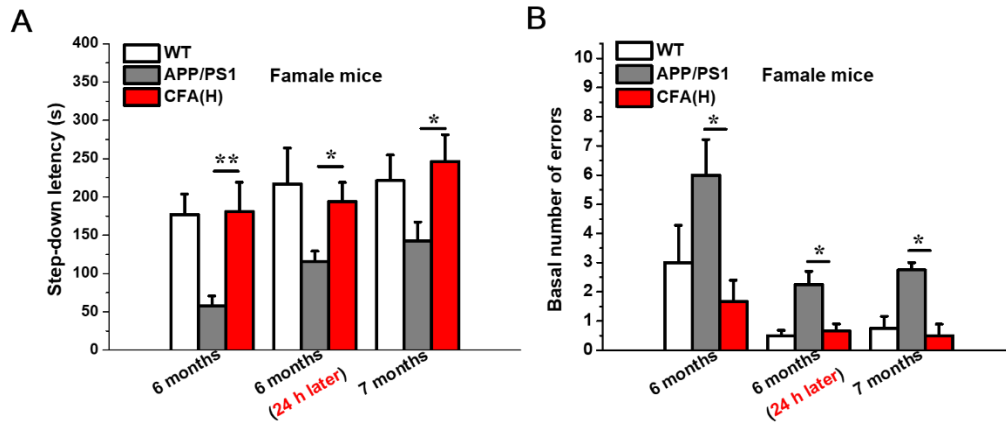 A
Step-down letency (s)
400
350
300
250
200
150
100
50
0
WT
APP/PS1
CFA(H)
Famale mice
**
*
*
6 months
6 months
(24 h later)
7 months
B
Basal number of errors
10
9
8
7
6
5
4
3
2
1
0
WT
APP/PS1
CFA(H)
Famale mice
*
*
*
6 months
6 months
(24 h later)
7 months